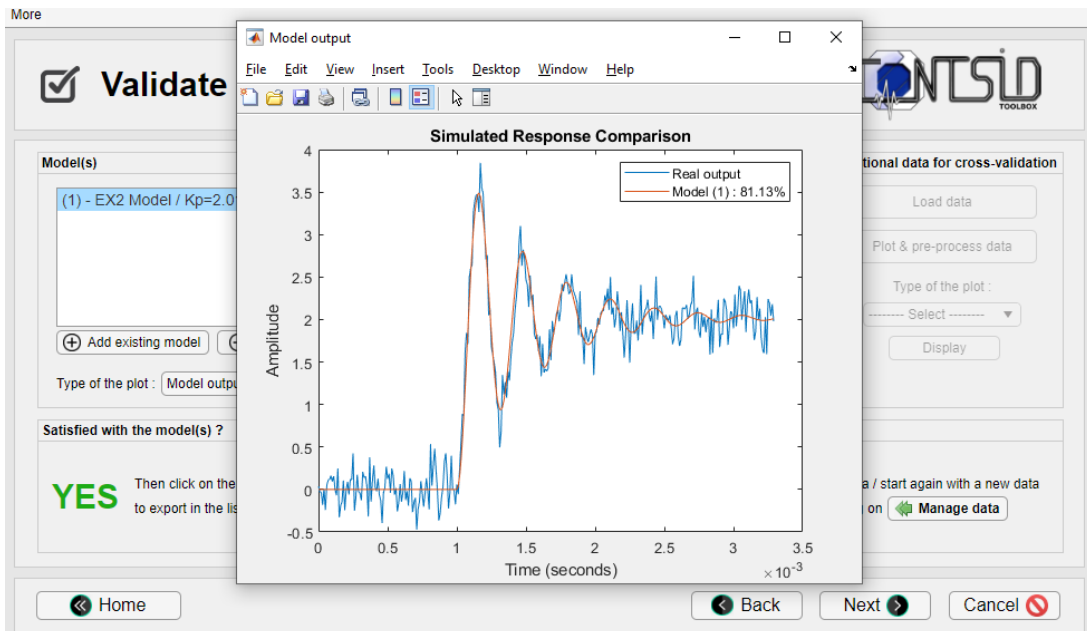 More
Model output
File Edit View Insert Tools Desktop Window Help
Validate
CONTSID
TOOLBOX
Model(s)
(1) - EX2 Model / Kp=2.0
Add existing model
Type of the plot : Model outpu
Simulated Response Comparison
Real output
Model (1) : 81.13%
Amplitude
4
3.5
3
2.5
2
1.5
1
0.5
0
-0.5
0 0.5 1 1.5 2 2.5 3 3.5
Time (seconds)
×10-3
tional data for cross-validation
Load data
Plot & pre-process data
Type of the plot :
-------- Select --------
Display
Satisfied with the model(s) ?
YES
Then click on the
to export in the lis
a / start again with a new data
on Manage data
Home
Back
Next
Cancel